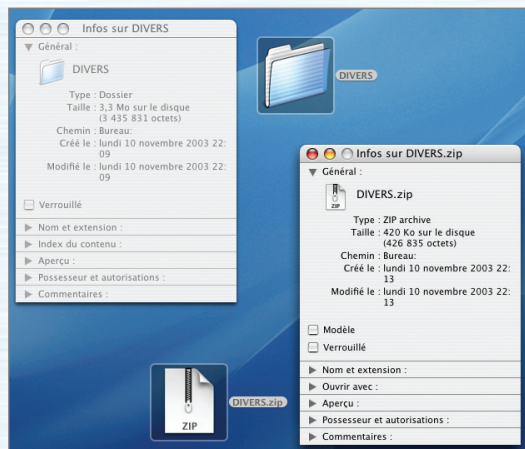 Infos sur DIVERS
Général :
DIVERS
Type : Dossier
Taille : 3,3 Mo sur le disque
(3 435 831 octets)
Chemin : Bureau:
Créé le : lundi 10 novembre 2003 22:
09
Modifié le : lundi 10 novembre 2003 22:
09
Verrouillé
Nom et extension :
Index du contenu :
Aperçu :
Possesseur et autorisations :
Commentaires :
DIVERS
Infos sur DIVERS.zip
Général :
ZIP
DIVERS.zip
Type : ZIP archive
Taille : 420 Ko sur le disque
(426 835 octets)
Chemin : Bureau:
Créé le : lundi 10 novembre 2003 22:
13
Modifié le : lundi 10 novembre 2003 22:
13
Modèle
Verrouillé
Nom et extension :
Ouvrir avec :
Aperçu :
Possesseur et autorisations :
Commentaires :
ZIP
DIVERS.zip